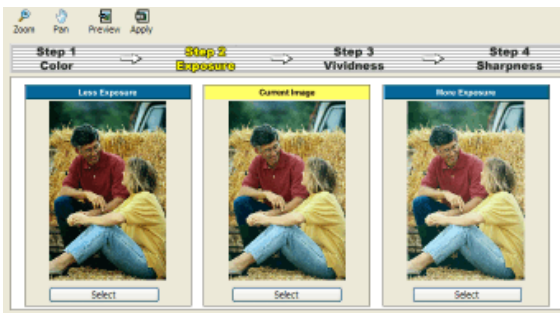 Zoom Pan Preview Apply
Step 1 Step 2 Step 3 Step 4
Color Exposure Vividness Sharpness
Less Exposure Current Image More Exposure
Select Select Select